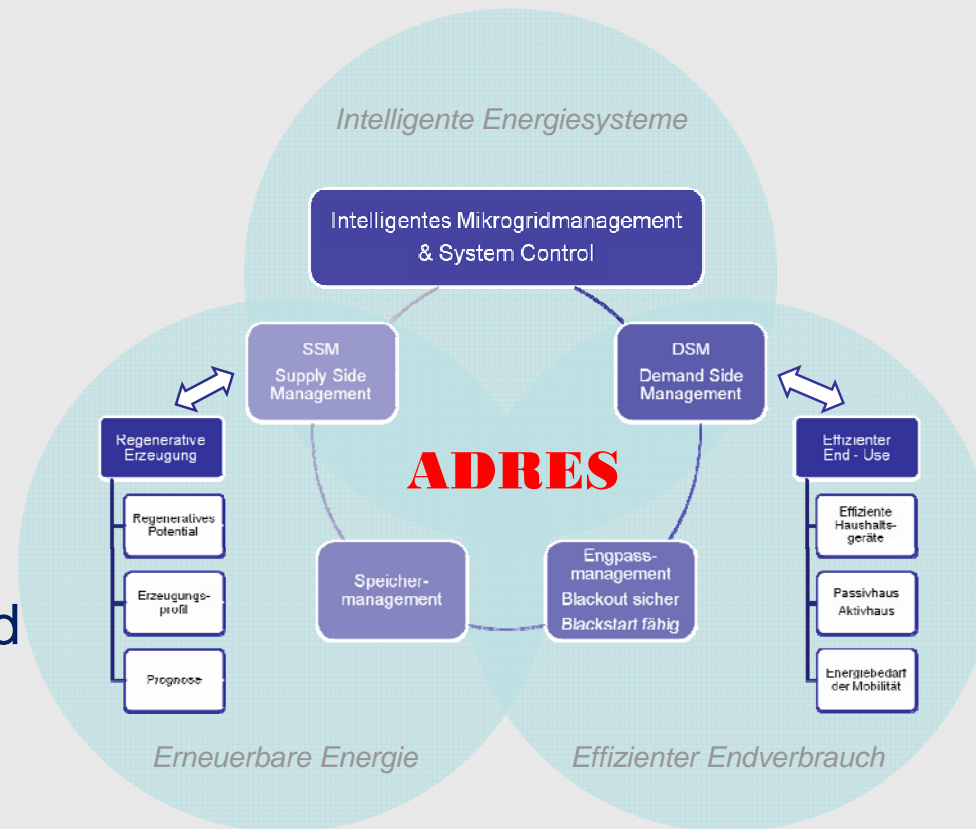 Intelligente Energiesysteme
Intelligentes Mikrogridmanagement
& System Control
SSM
Supply Side
Management
DSM
Demand Side
Management
Regenerative
Erzeugung
Effizienter
End - Use
ADRES
Regeneratives
Potential
Effiziente
Haushalts-
geräte
Speicher-
management
Engpass-
management
Blackout sicher
Blackstart fähig
Erzeugungs-
profil
Passivhaus
Aktivhaus
d
Prognose
Energiebedarf
der Mobilität
Erneuerbare Energie
Effizienter Endverbrauch